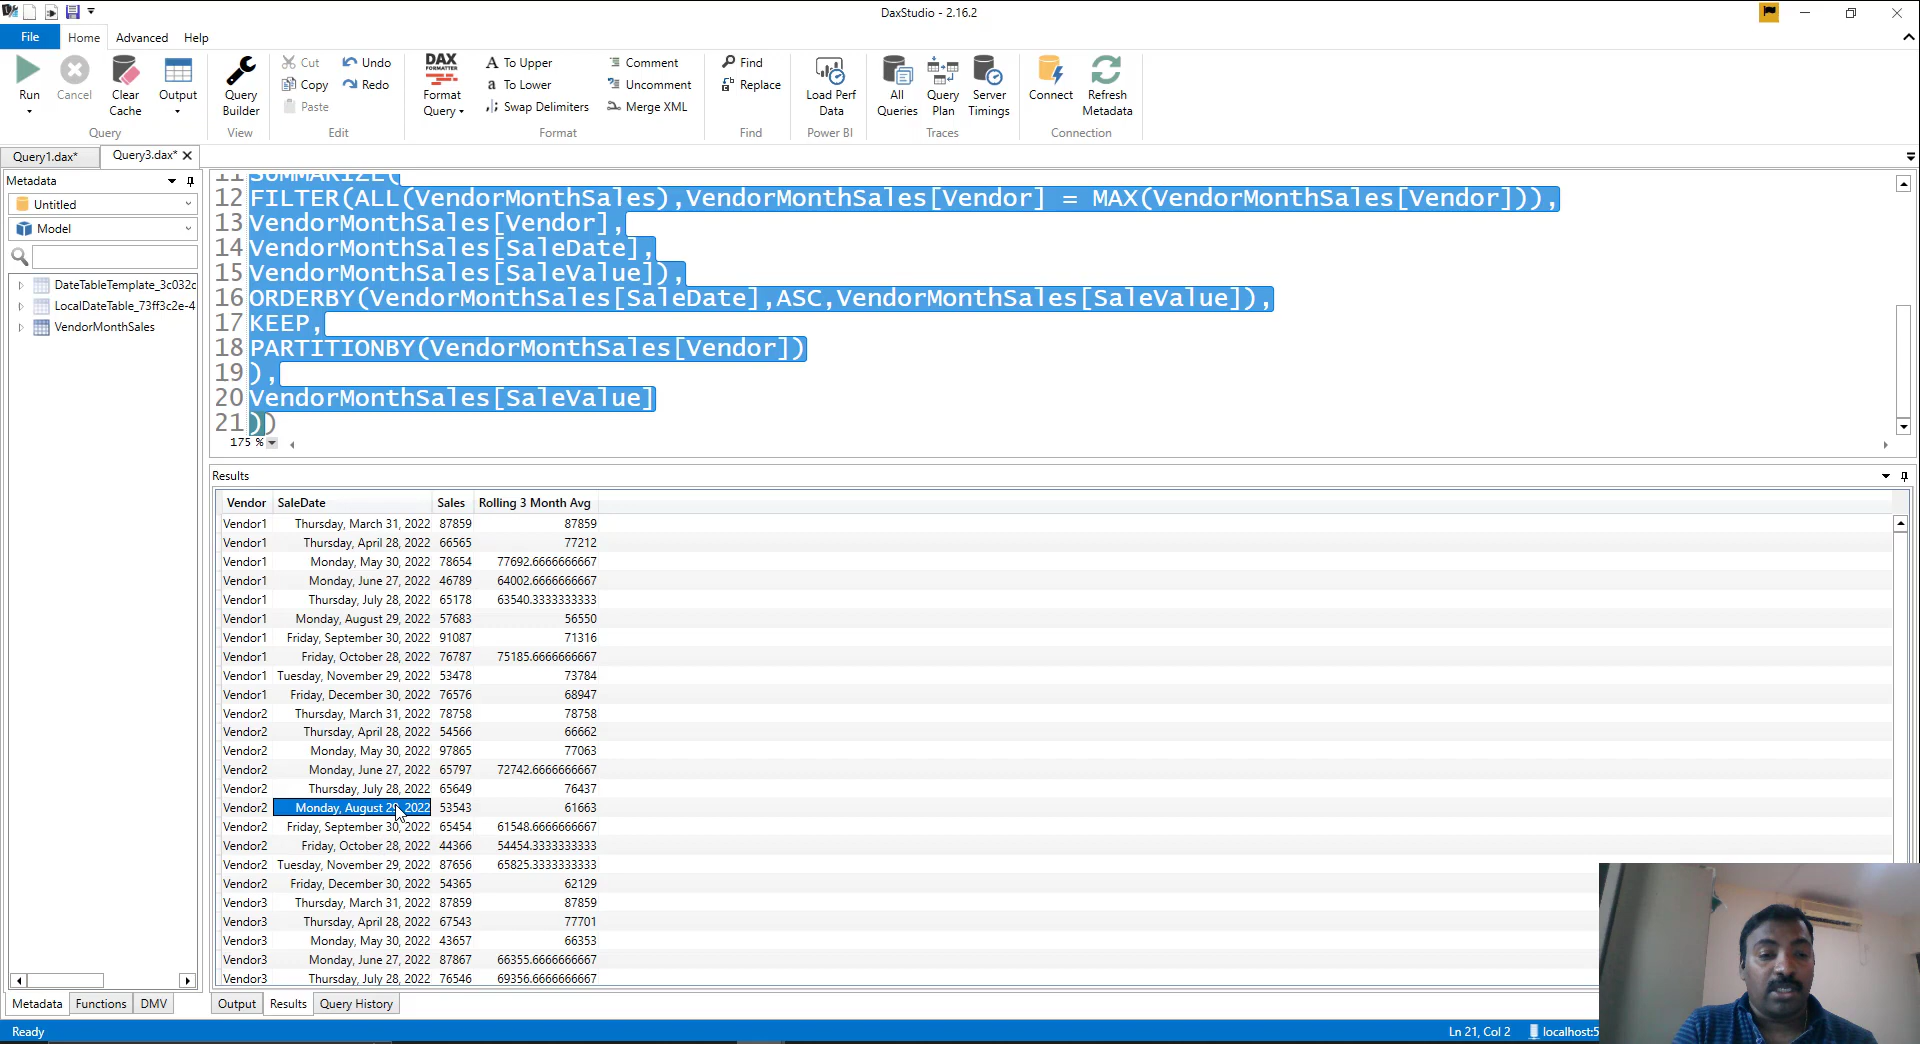 DaxStudio - 2.16.2
File Home Advanced Help
Run
Cancel
Clear Cache
Output
Query
Query Builder
View
Cut Undo
Copy Redo
Paste
Edit
DAX FORMATTER
Format Query
A To Upper
a To Lower
Swap Delimiters
Comment
Uncomment
Merge XML
Format
Find
Replace
Find
Load Perf Data
Power BI
All Queries
Query Plan
Server Timings
Traces
Connect
Refresh Metadata
Connection
Query1.dax* Query3.dax*
Metadata
Untitled
Model
DateTableTemplate_3c032c
LocalDateTable_73ff3c2e-4
VendorMonthSales
11 SUMMARIZE(
12 FILTER(ALL(VendorMonthSales),VendorMonthSales[Vendor] = MAX(VendorMonthSales[Vendor])),
13 VendorMonthSales[Vendor],
14 VendorMonthSales[SaleDate],
15 VendorMonthSales[SaleValue]),
16 ORDERBY(VendorMonthSales[SaleDate],ASC,VendorMonthSales[SaleValue]),
17 KEEP,
18 PARTITIONBY(VendorMonthSales[Vendor])
19 ),
20 VendorMonthSales[SaleValue]
21 ))
175 %
Results
Vendor SaleDate Sales Rolling 3 Month Avg
Vendor1 Thursday, March 31, 2022 87859 87859
Vendor1 Thursday, April 28, 2022 66565 77212
Vendor1 Monday, May 30, 2022 78654 77692.6666666667
Vendor1 Monday, June 27, 2022 46789 64002.6666666667
Vendor1 Thursday, July 28, 2022 65178 63540.3333333333
Vendor1 Monday, August 29, 2022 57683 56550
Vendor1 Friday, September 30, 2022 91087 71316
Vendor1 Friday, October 28, 2022 76787 75185.6666666667
Vendor1 Tuesday, November 29, 2022 53478 73784
Vendor1 Friday, December 30, 2022 76576 68947
Vendor2 Thursday, March 31, 2022 78758 78758
Vendor2 Thursday, April 28, 2022 54566 66662
Vendor2 Monday, May 30, 2022 97865 77063
Vendor2 Monday, June 27, 2022 65797 72742.6666666667
Vendor2 Thursday, July 28, 2022 65649 76437
Vendor2 Monday, August 29, 2022 53543 61663
Vendor2 Friday, September 30, 2022 65454 61548.6666666667
Vendor2 Friday, October 28, 2022 44366 54454.3333333333
Vendor2 Tuesday, November 29, 2022 87656 65825.3333333333
Vendor2 Friday, December 30, 2022 54365 62129
Vendor3 Thursday, March 31, 2022 87859 87859
Vendor3 Thursday, April 28, 2022 67543 77701
Vendor3 Monday, May 30, 2022 43657 66353
Vendor3 Monday, June 27, 2022 87867 66355.6666666667
Vendor3 Thursday, July 28, 2022 76546 69356.6666666667
Metadata Functions DMV
Output Results Query History
Ready
Ln 21, Col 2 localhost:5